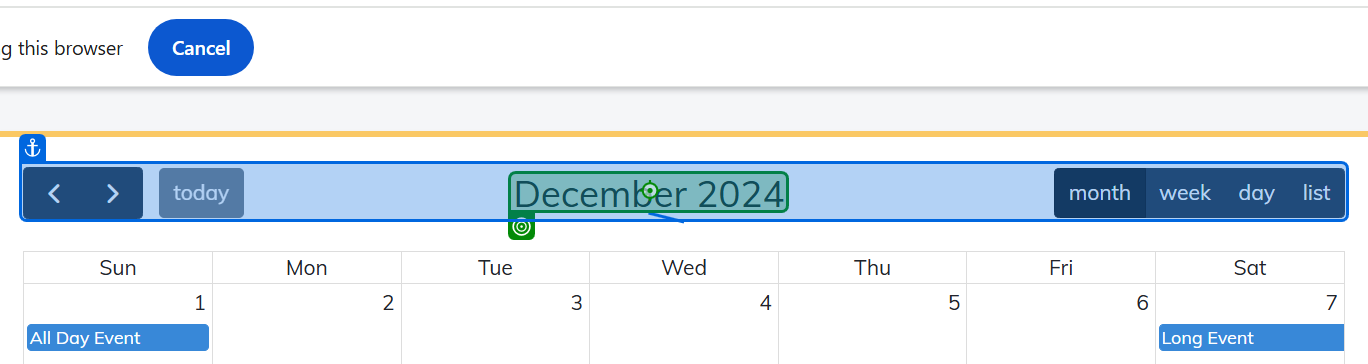 g this browser Cancel
today December 2024 month week day list
Sun Mon Tue Wed Thu Fri Sat
1 2 3 4 5 6 7
All Day Event Long Event